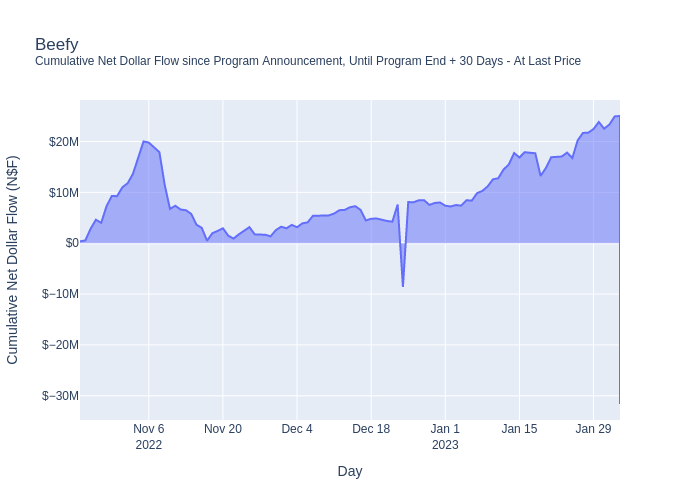 Beefy
Cumulative Net Dollar Flow since Program Announcement, Until Program End + 30 Days - At Last Price
Cumulative Net Dollar Flow (N$F)
$20M
$10M
$0
$−10M
$−20M
$−30M
Nov 6
2022
Nov 20
Dec 4
Dec 18
Jan 1
2023
Jan 15
Jan 29
Day